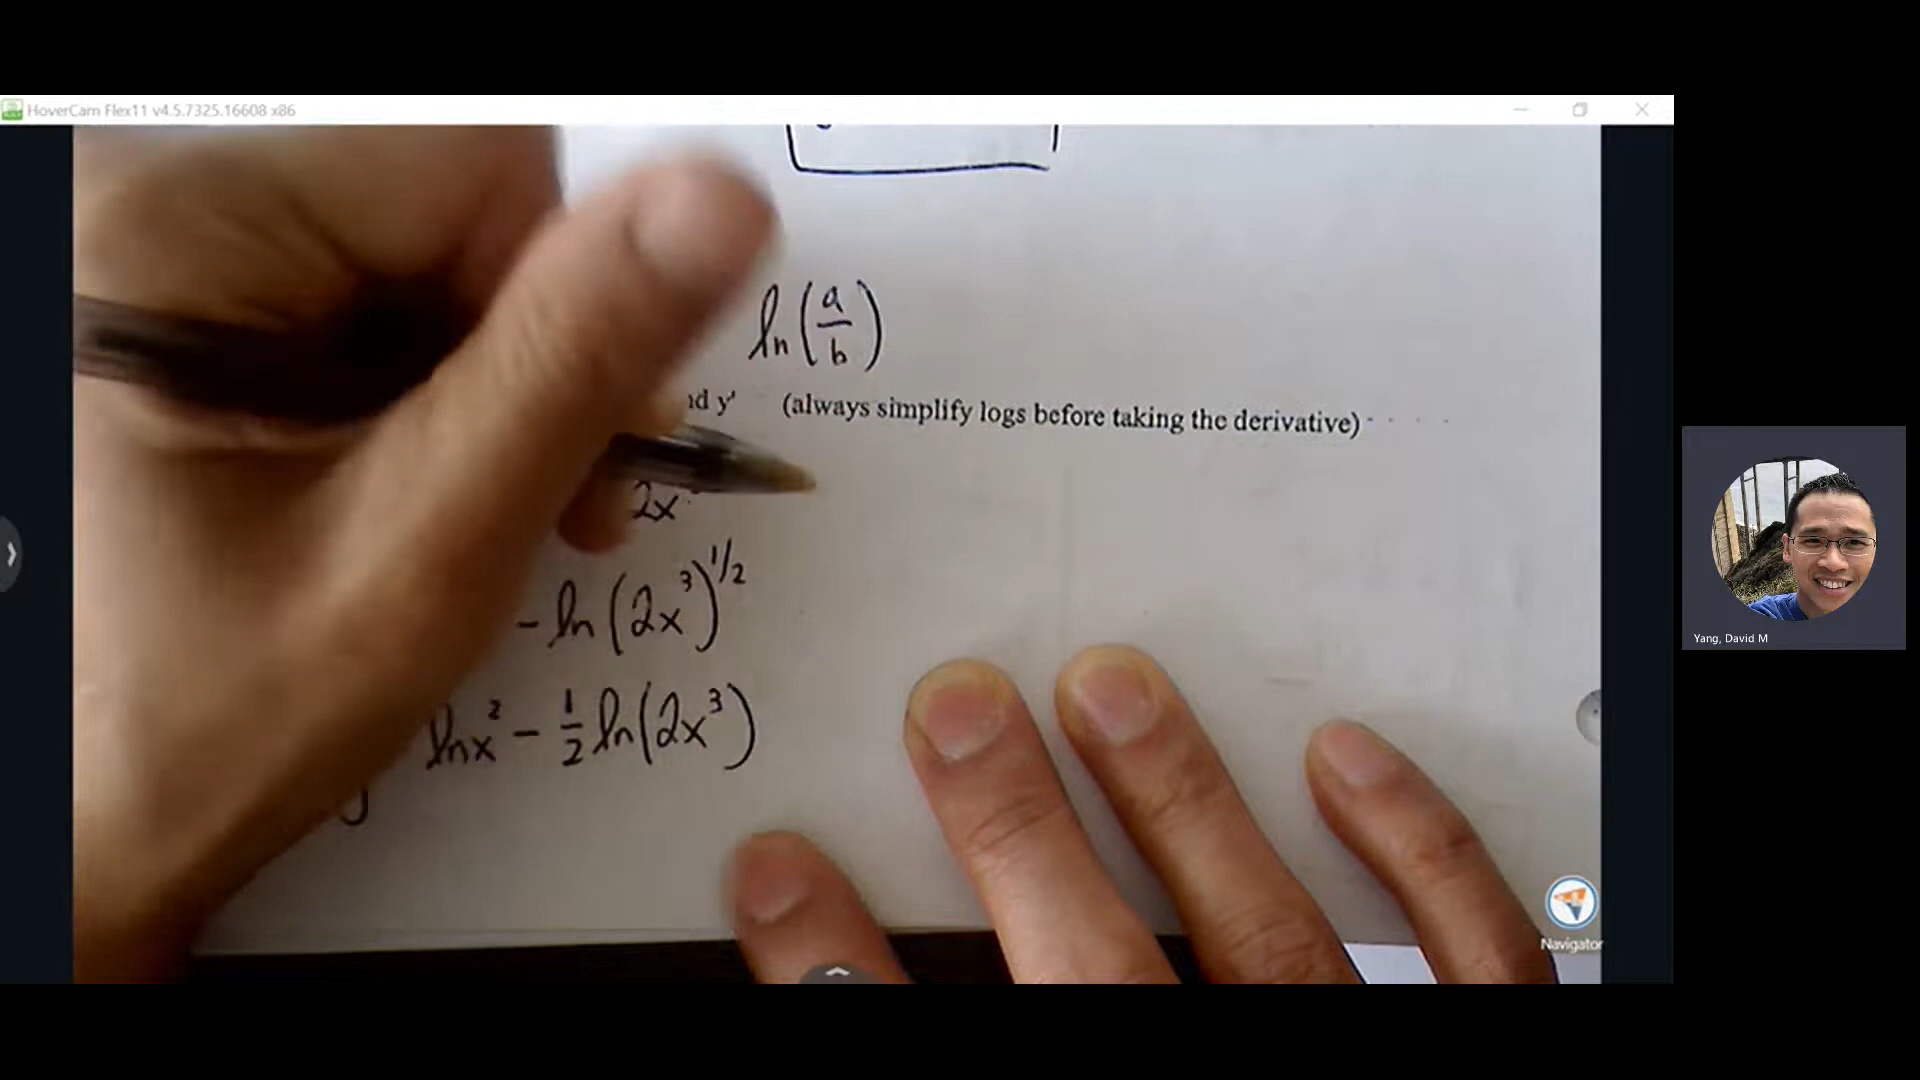 HoverCam Flex11 v4.5.7325.16608 x86
ln(a/b)
y' (always simplify logs before taking the derivative)
2x
- ln(2x³)^1/2
lnx² - 1/2 ln(2x³)
Yang, David M
Navigator